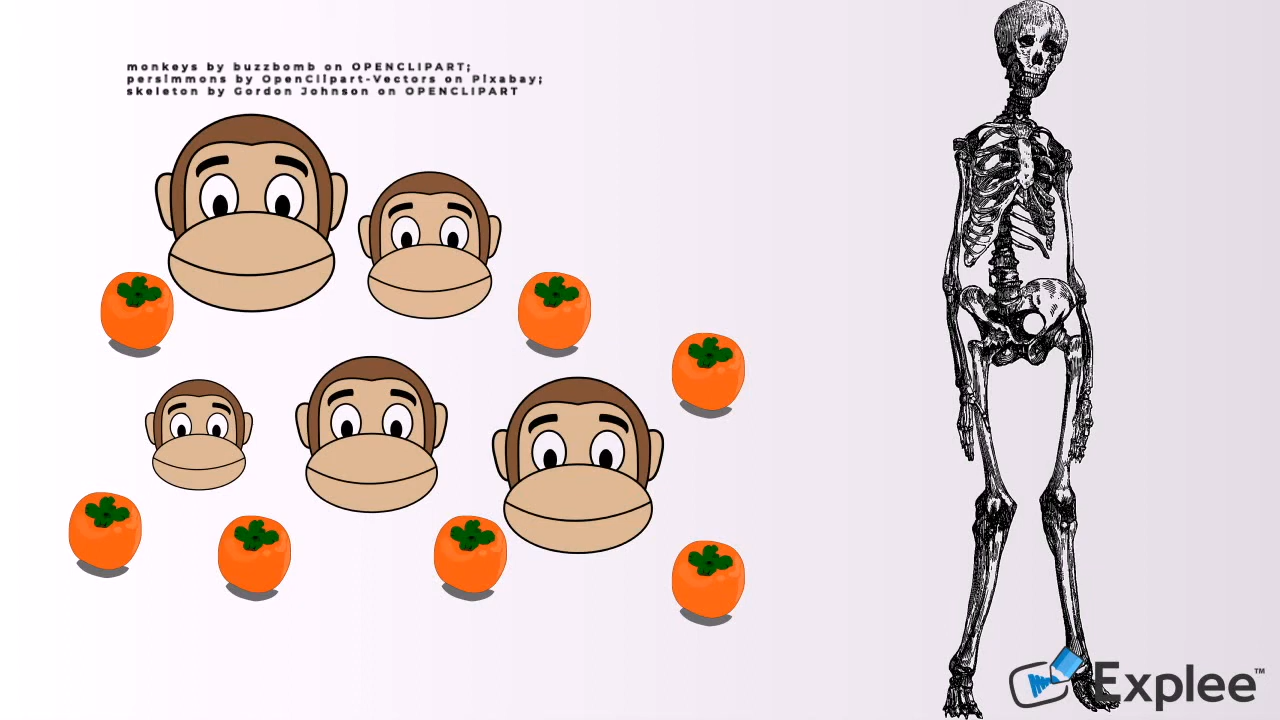 monkeys by buzzbomb on OPENCLIPART;
persimmons by OpenClipart-Vectors on Pixabay;
skeleton by Gordon Johnson on OPENCLIPART
Explee™